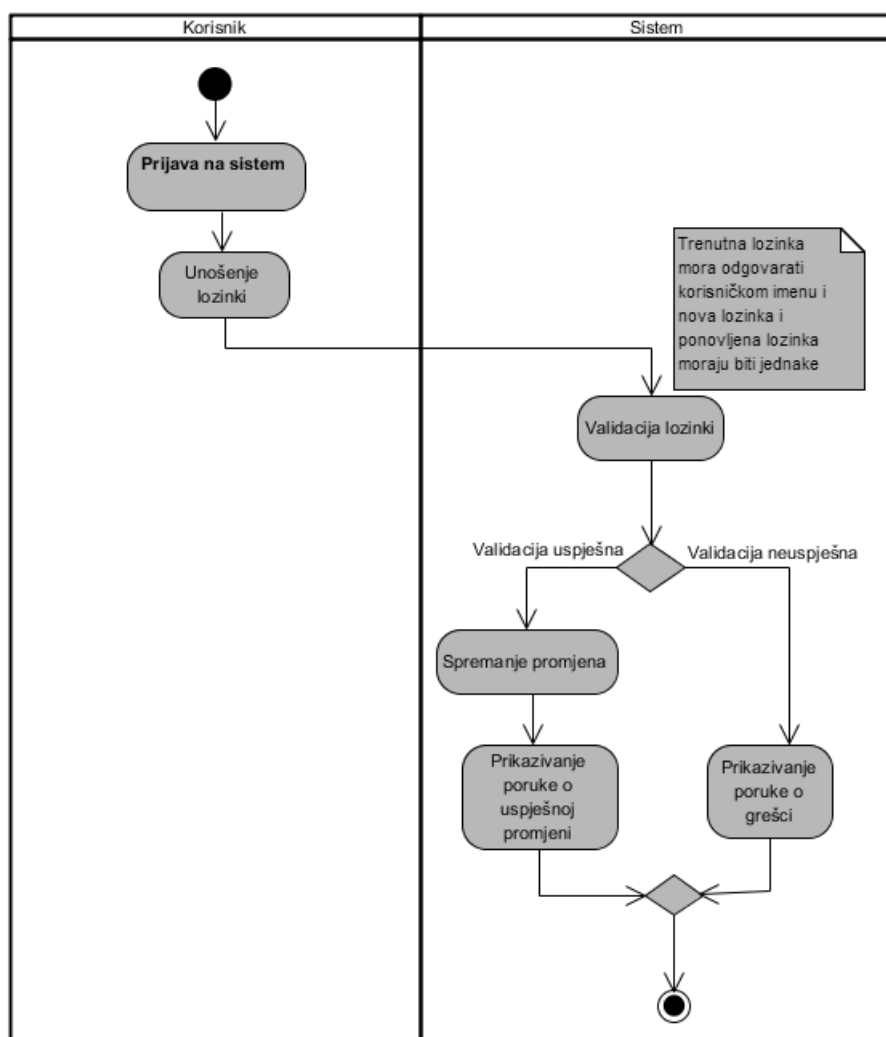 Korisnik
Sistem
Prijava na sistem
Unošenje
lozinki
Trenutna lozinka
mora odgovarati
korisničkom imenu i
nova lozinka i
ponovljena lozinka
moraju biti jednake
Validacija lozinki
Validacija uspješna
Validacija neuspješna
Spremanje promjena
Prikazivanje
poruke o
uspješnoj
promjeni
Prikazivanje
poruke o
grešci